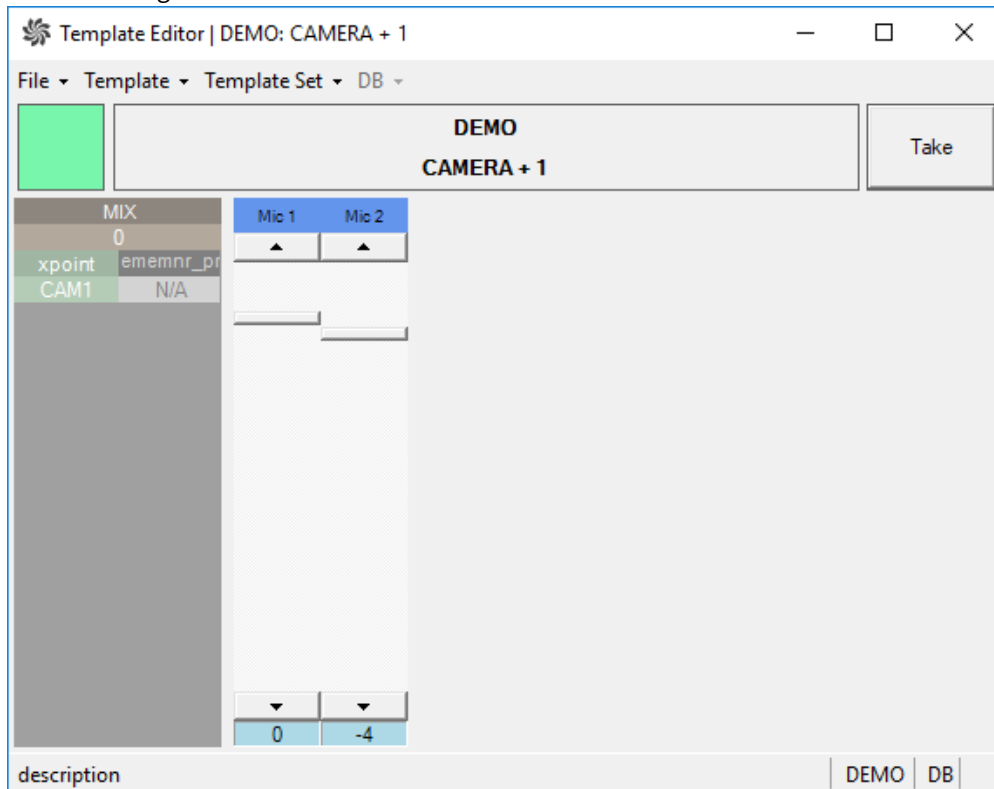 Template Editor | DEMO: CAMERA + 1
File Template Template Set DB
DEMO
CAMERA + 1
Take
MIX
0
xpoint ememnr_pr
CAM1 N/A
Mic 1 Mic 2
0 -4
description DEMO DB